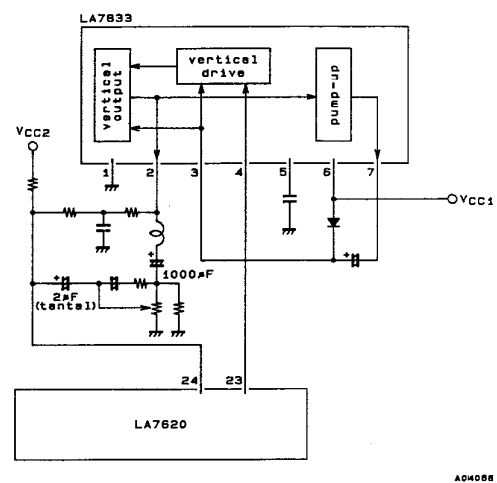 LA7833
vertical output
vertical drive
pump-up
VCC2
1 2 3 4 5 6 7
VCC1
+
+
1000µF
+
2µF
(tantal)
24 23
LA7620
A04066